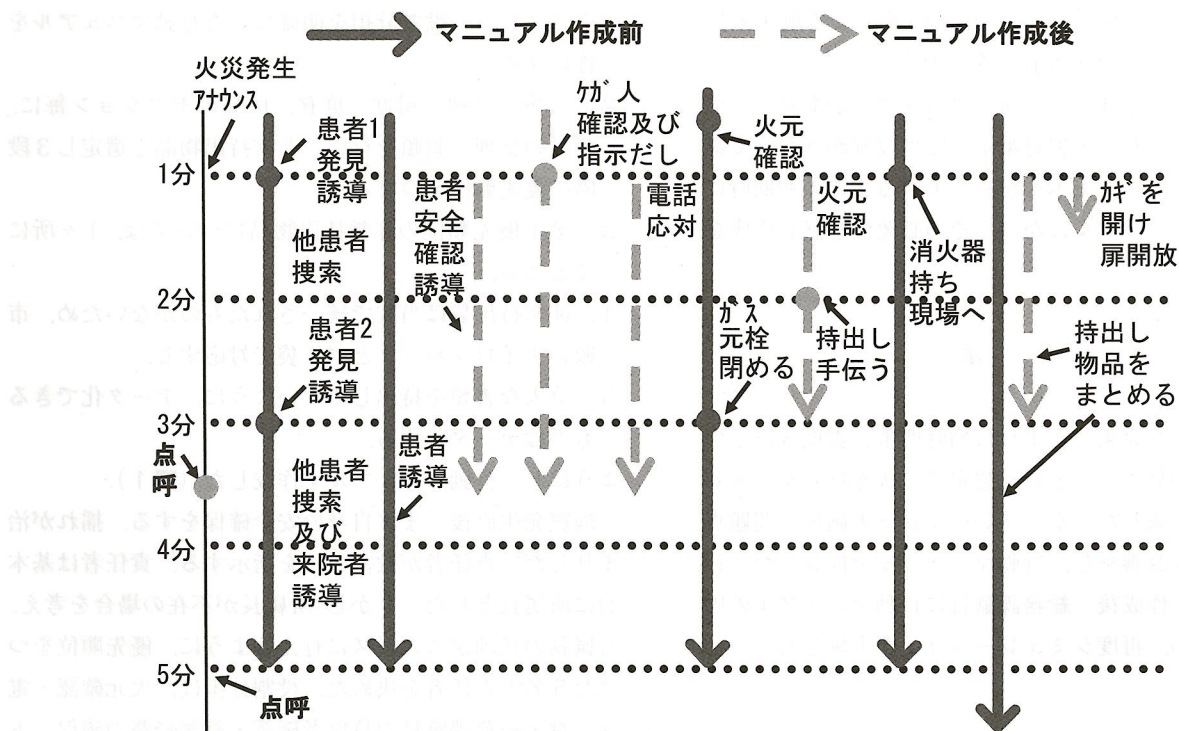 マニュアル作成前
マニュアル作成後
火災発生
アナウンス
1分
2分
3分
点
呼
4分
5分
点呼
患者1
発見
誘導
他患者
捜索
患者2
発見
誘導
他患者
捜索
及び
来院者
誘導
患者
誘導
患者
安全
確認
誘導
ケガ人
確認及び
指示だし
電話
応対
火元
確認
ガス
元栓
閉める
火元
確認
持出し
手伝う
消火器
持ち
現場へ
カギを
開け
扉開放
持出し
物品を
まとめる